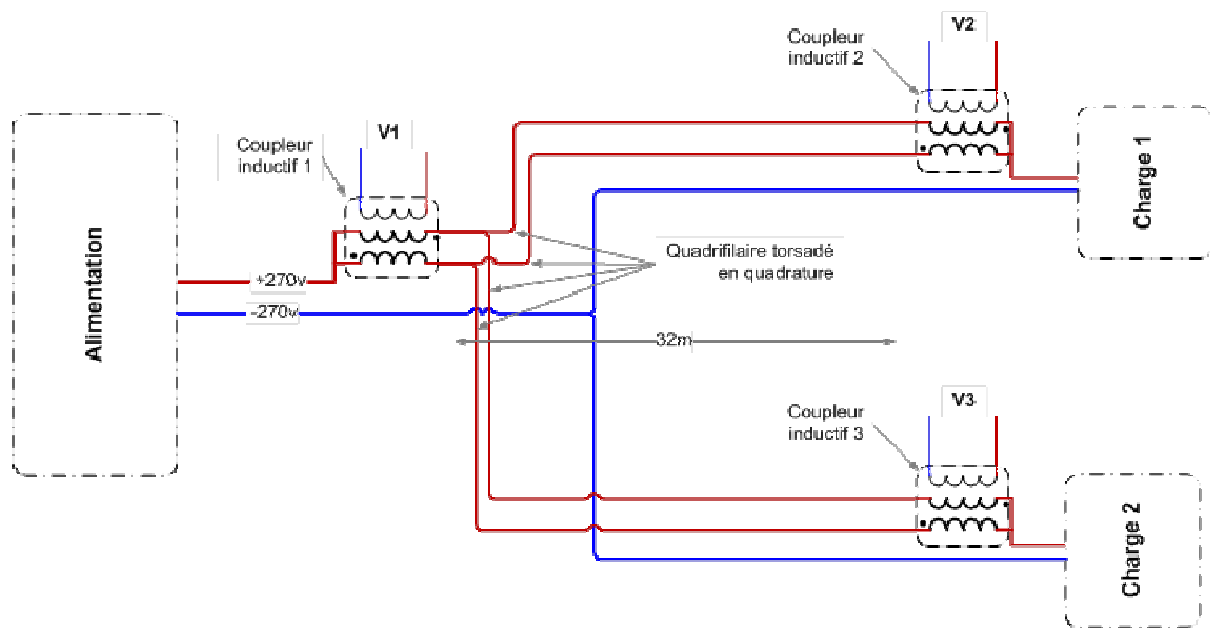 V2
Coupleur
inductif 2
Charge 1
V1
Coupleur
inductif 1
Alimentation
+270v
-270v
Quadrifilaire torsadé
en quadrature
32m
V3
Coupleur
inductif 3
Charge 2